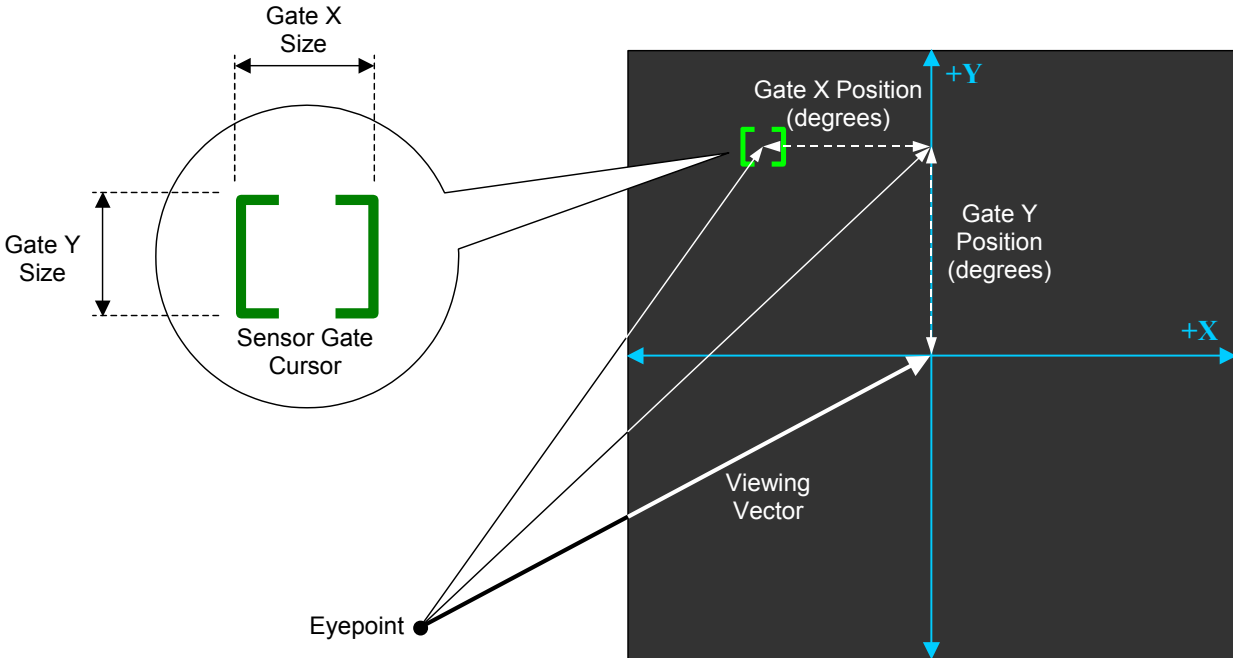 Gate X
Size
Gate Y
Size
Sensor Gate
Cursor
+Y
Gate X Position
(degrees)
Gate Y
Position
(degrees)
+X
Viewing
Vector
Eyepoint